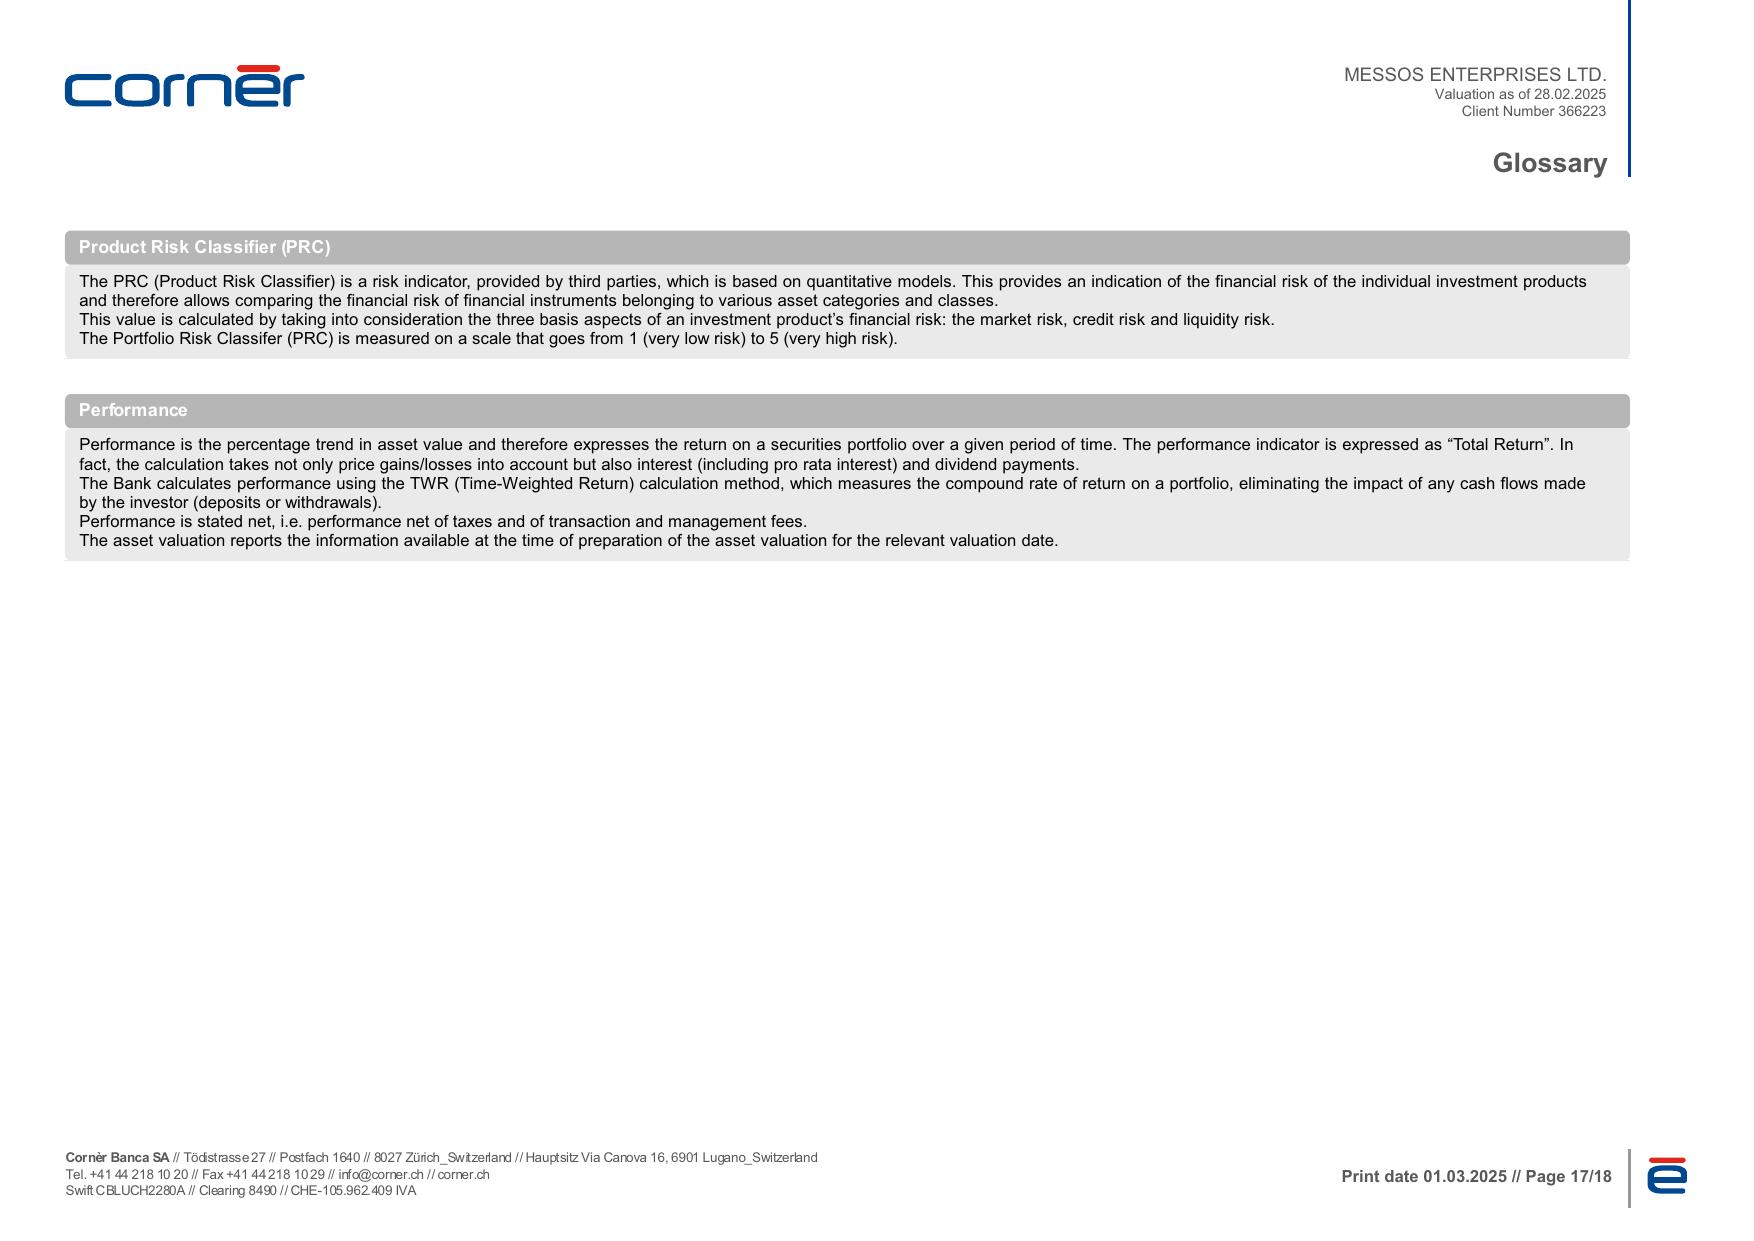 cornēr
MESSOS ENTERPRISES LTD.
Valuation as of 28.02.2025
Client Number 366223
Glossary
Product Risk Classifier (PRC)
The PRC (Product Risk Classifier) is a risk indicator, provided by third parties, which is based on quantitative models. This provides an indication of the financial risk of the individual investment products
and therefore allows comparing the financial risk of financial instruments belonging to various asset categories and classes.
This value is calculated by taking into consideration the three basis aspects of an investment product’s financial risk: the market risk, credit risk and liquidity risk.
The Portfolio Risk Classifer (PRC) is measured on a scale that goes from 1 (very low risk) to 5 (very high risk).
Performance
Performance is the percentage trend in asset value and therefore expresses the return on a securities portfolio over a given period of time. The performance indicator is expressed as “Total Return”. In
fact, the calculation takes not only price gains/losses into account but also interest (including pro rata interest) and dividend payments.
The Bank calculates performance using the TWR (Time-Weighted Return) calculation method, which measures the compound rate of return on a portfolio, eliminating the impact of any cash flows made
by the investor (deposits or withdrawals).
Performance is stated net, i.e. performance net of taxes and of transaction and management fees.
The asset valuation reports the information available at the time of preparation of the asset valuation for the relevant valuation date.
Cornèr Banca SA // Tödistrasse 27 // Postfach 1640 // 8027 Zürich_Switzerland // Hauptsitz Via Canova 16, 6901 Lugano_Switzerland
Tel. +41 44 218 10 20 // Fax +41 44 218 10 29 // info@corner.ch // corner.ch
Swift CBLUCH2280A // Clearing 8490 // CHE-105.962.409 IVA
Print date 01.03.2025 // Page 17/18
ē